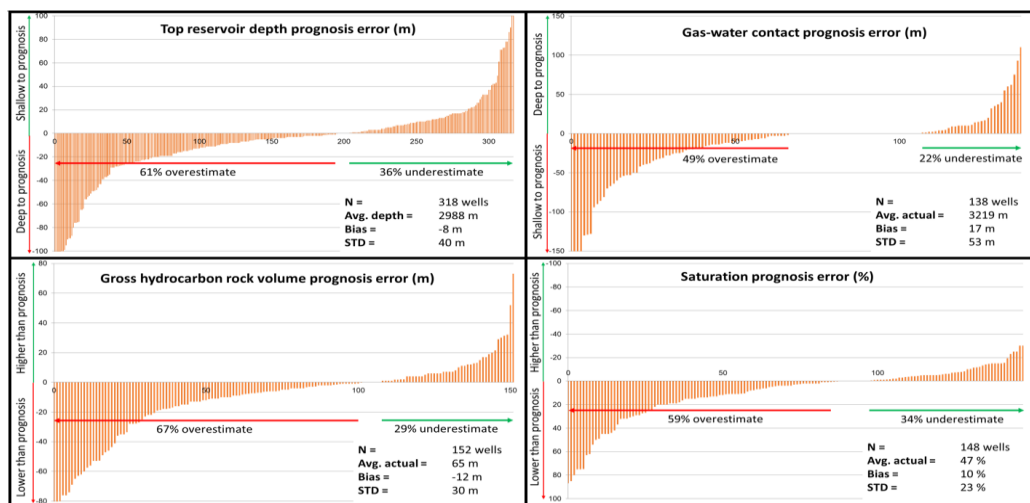 Top reservoir depth prognosis error (m)
Shallow to prognosis
Deep to prognosis
100
80
60
40
20
0
-20
-40
-60
-80
-100
50
100
150
200
250
300
61% overestimate
36% underestimate
N = 318 wells
Avg. depth = 2988 m
Bias = -8 m
STD = 40 m
Gas-water contact prognosis error (m)
Deep to prognosis
Shallow to prognosis
150
100
50
0
-50
-100
-150
0
50
100
49% overestimate
22% underestimate
N = 138 wells
Avg. actual = 3219 m
Bias = 17 m
STD = 53 m
Gross hydrocarbon rock volume prognosis error (m)
Higher than prognosis
Lower than prognosis
80
60
40
20
0
-20
-40
-60
-80
0
50
100
150
67% overestimate
29% underestimate
N = 152 wells
Avg. actual = 65 m
Bias = -12 m
STD = 30 m
Saturation prognosis error (%)
Higher than prognosis
Lower than prognosis
-100
-80
-60
-40
-20
0
20
40
60
80
100
0
50
100
59% overestimate
34% underestimate
N = 148 wells
Avg. actual = 47 %
Bias = 10 %
STD = 23 %